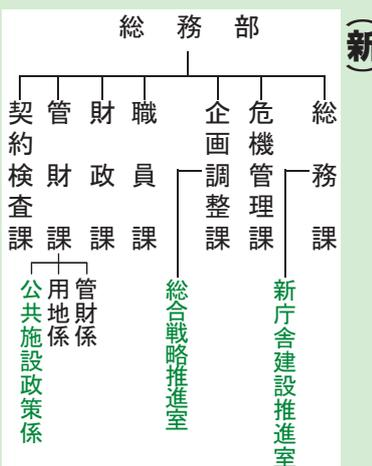 (新
総務部
総務課
新庁舎建設推進室
危機管理課
企画調整課
総合戦略推進室
職員課
財政課
管財課
管財係
用地係
公共施設政策係
契約検査課